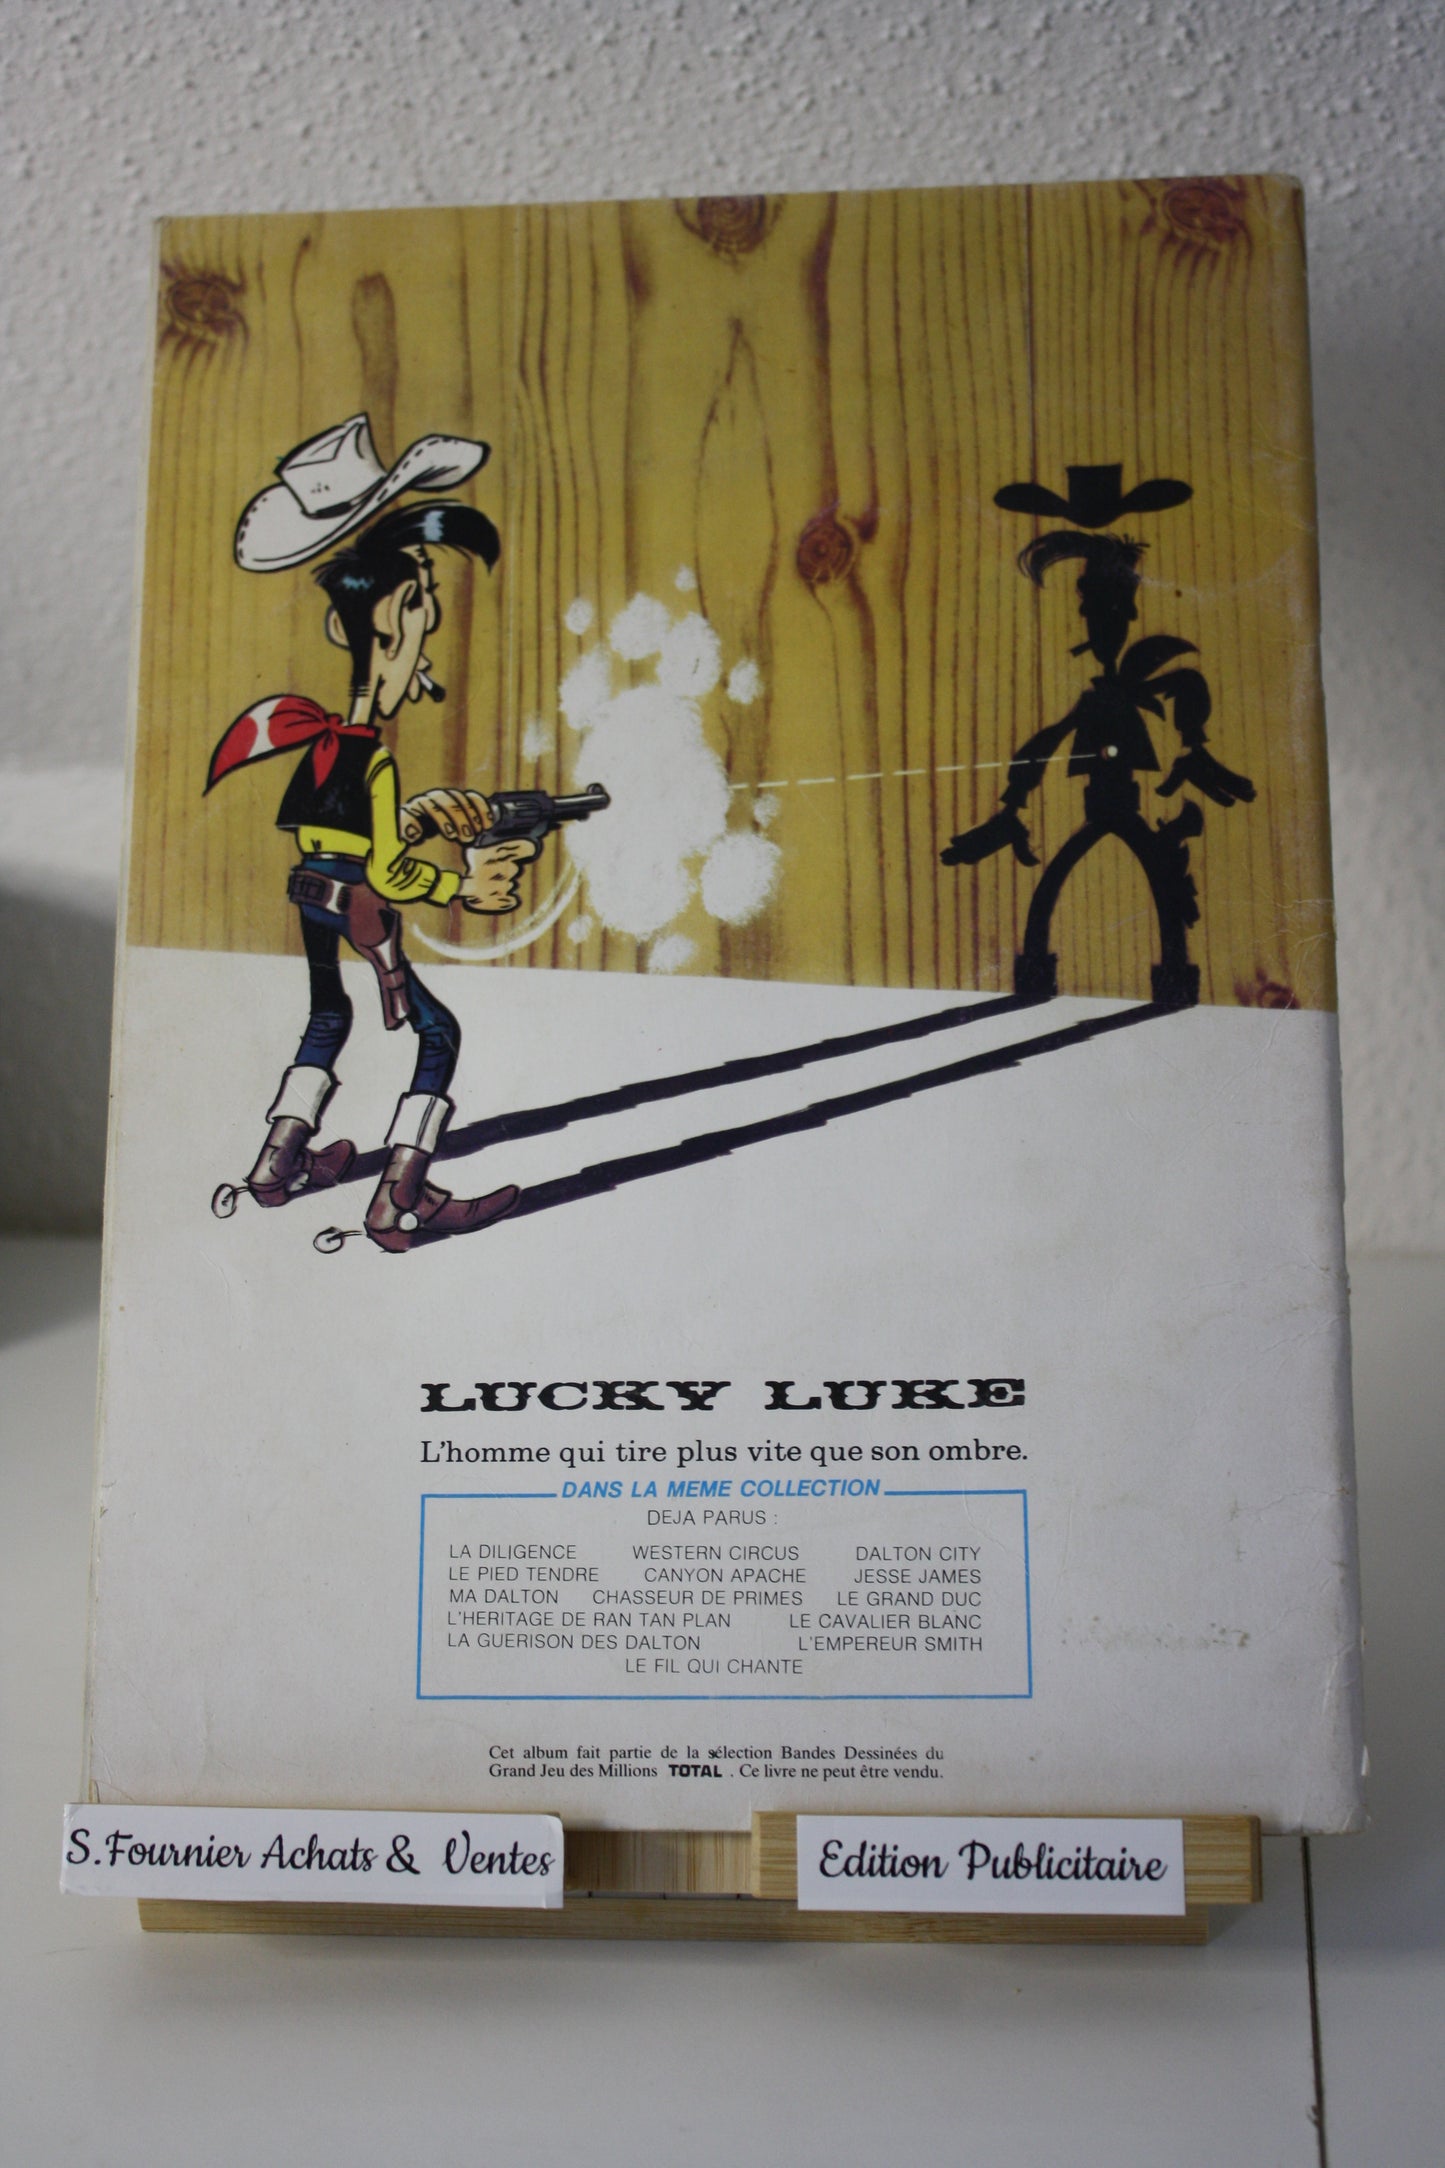 LUCKY LUKE
L'homme qui tire plus vite que son ombre.
DANS LA MEME COLLECTION
DEJA PARUS :
LA DILIGENCE WESTERN CIRCUS DALTON CITY
LE PIED TENDRE CANYON APACHE JESSE JAMES
MA DALTON CHASSEUR DE PRIMES LE GRAND DUC
L'HERITAGE DE RAN TAN PLAN LE CAVALIER BLANC
LA GUERISON DES DALTON L'EMPEREUR SMITH
LE FIL QUI CHANTE
Cet album fait partie de la sélection Bandes Dessinées du
Grand Jeu des Millions TOTAL . Ce livre ne peut être vendu.
S.Fournier Achats & Ventes
Edition Publicitaire